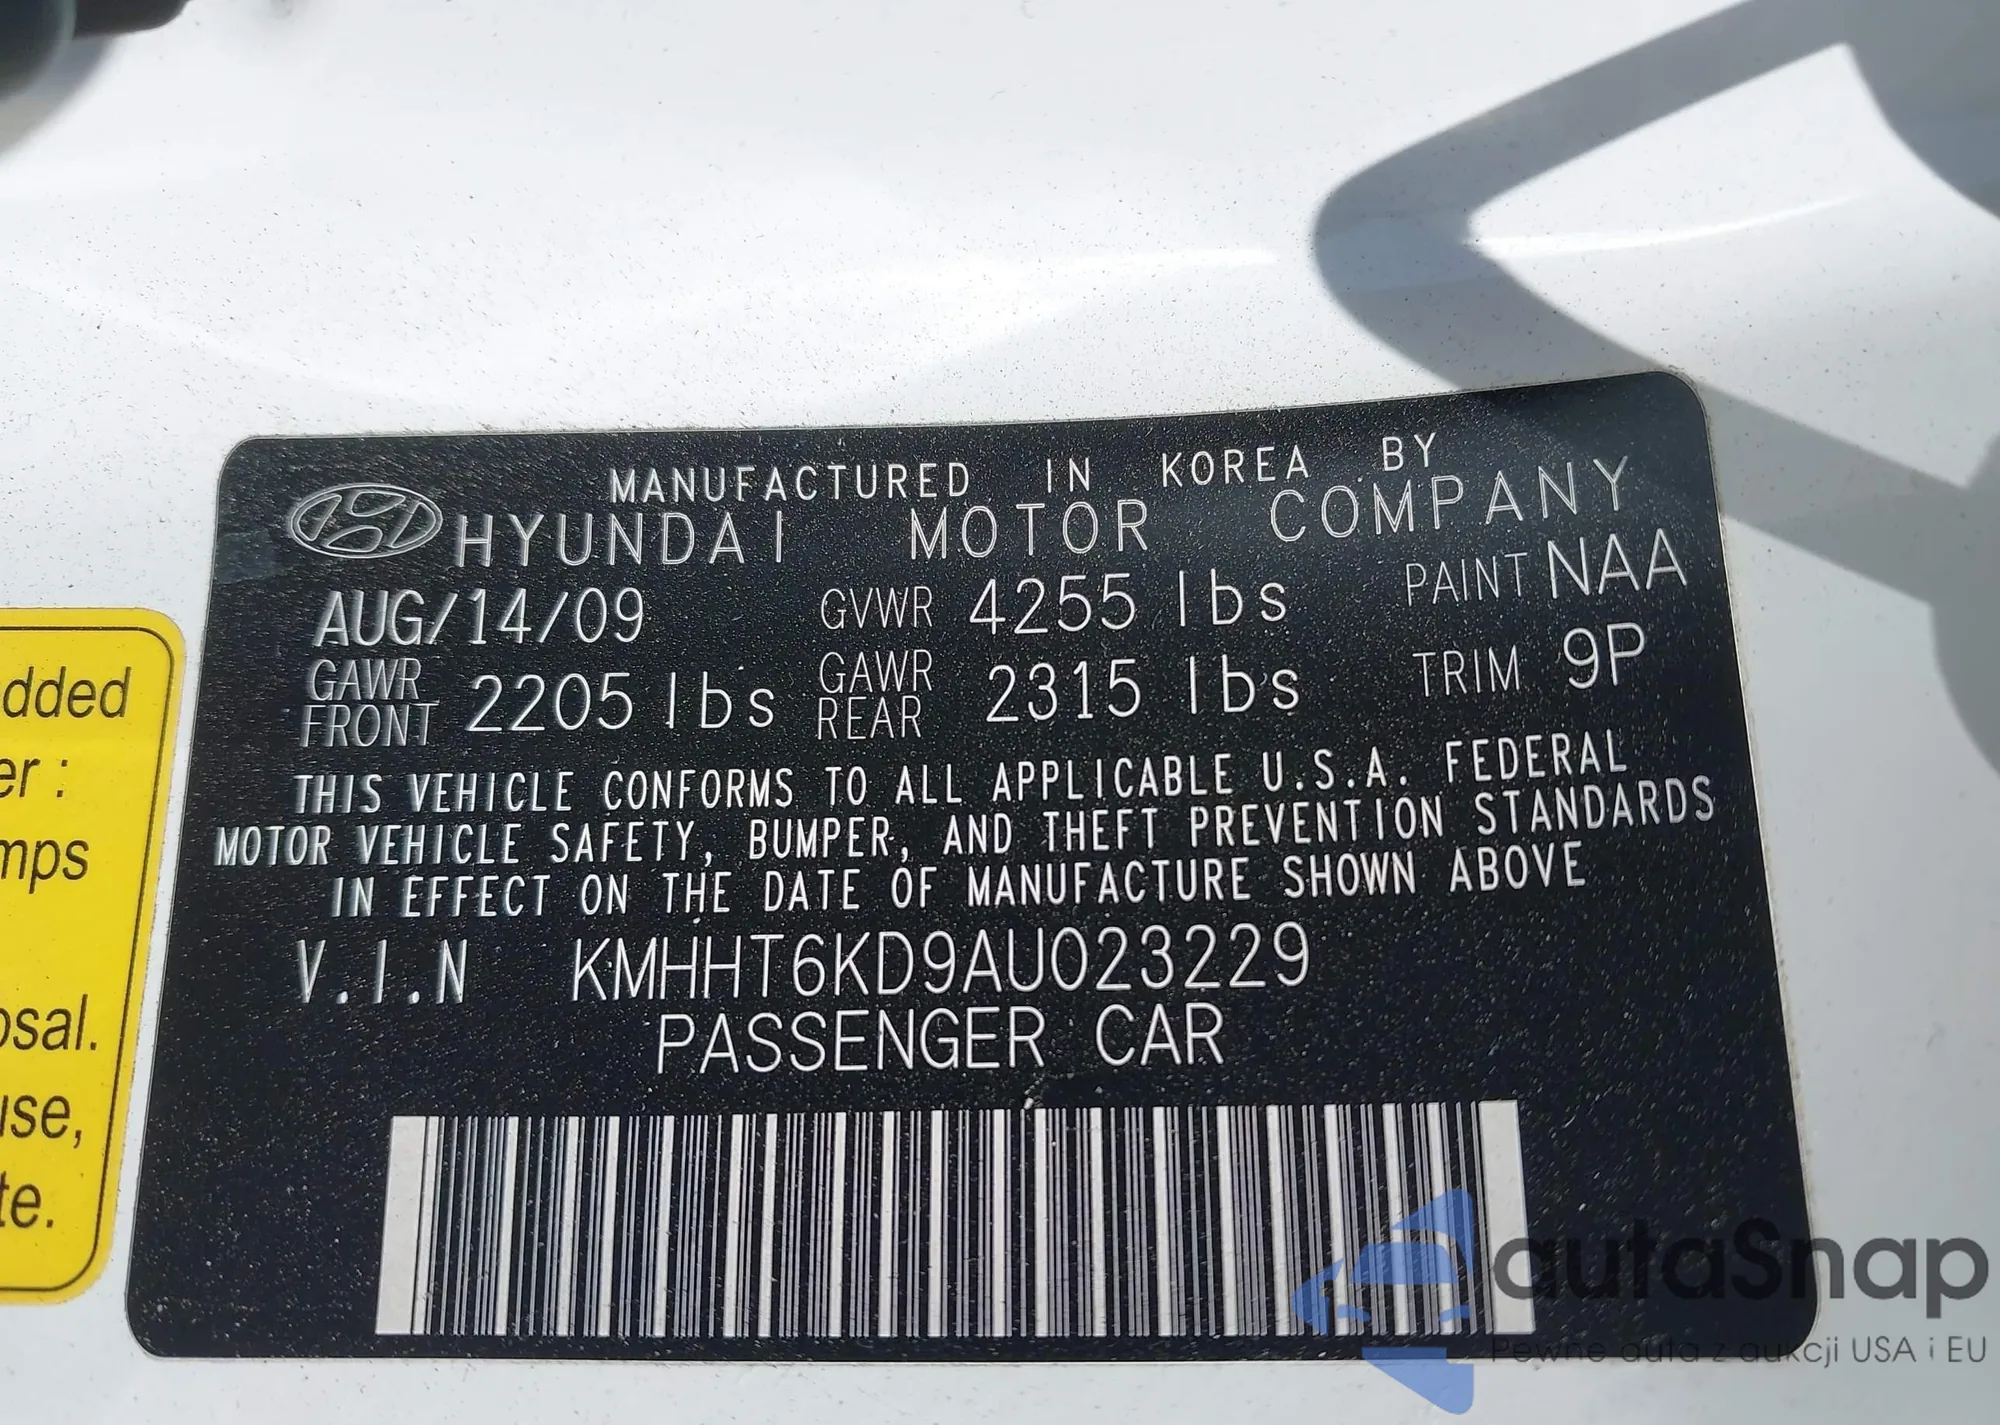 MANUFACTURED IN KOREA BY
HYUNDAI MOTOR COMPANY
AUG/14/09 GVWR 4255 lbs PAINT NAA
GAWR FRONT 2205 lbs GAWR REAR 2315 lbs TRIM 9P
THIS VEHICLE CONFORMS TO ALL APPLICABLE U.S.A. FEDERAL
MOTOR VEHICLE SAFETY, BUMPER, AND THEFT PREVENTION STANDARDS
IN EFFECT ON THE DATE OF MANUFACTURE SHOWN ABOVE
V.I.N KMHHT6KD9AU023229
PASSENGER CAR
dded
er :
mps
osal.
use,
te.
autaSnap
Pewne auta z aukcji USA i EU